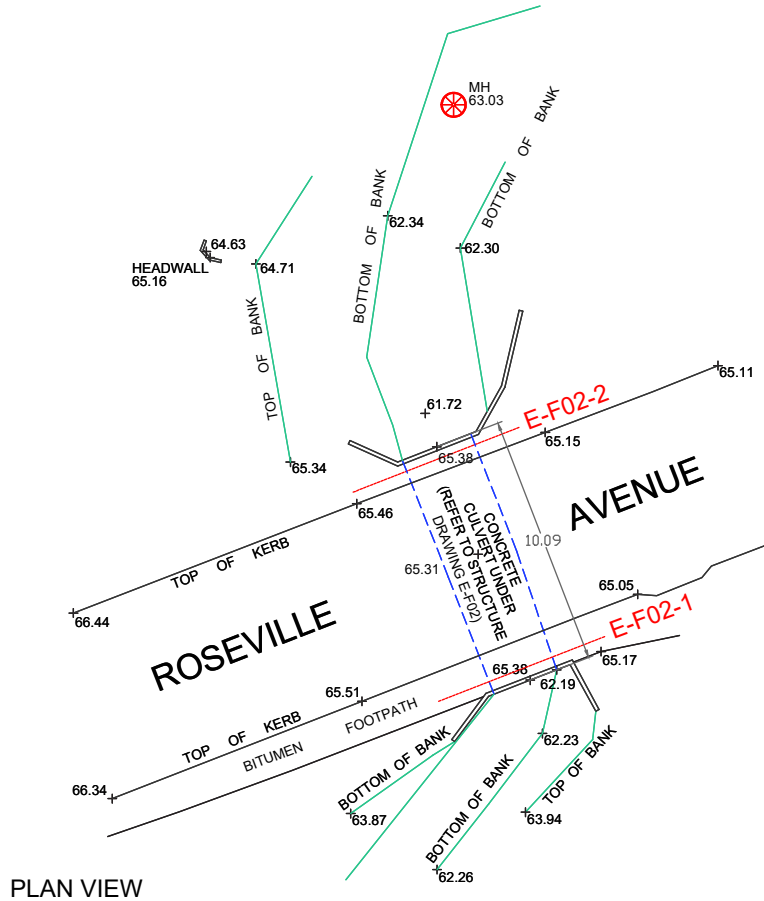 MH
63.03
BOTTOM OF BANK
BOTTOM OF BANK
62.34
62.30
64.63
HEADWALL
65.16
64.71
TOP OF BANK
65.11
E-F02-2
61.72
65.15
65.38
65.34
65.46
AVENUE
CONCRETE
CULVERT UNDER
(REFER TO STRUCTURE
DRAWING E-F02)
10.09
TOP OF KERB
65.31
65.05
66.44
ROSEVILLE
E-F02-1
65.38
65.17
62.19
65.51
TOP OF KERB
BITUMEN FOOTPATH
62.23
BOTTOM OF BANK
66.34
TOP OF BANK
BOTTOM OF BANK
63.87
63.94
62.26
PLAN VIEW